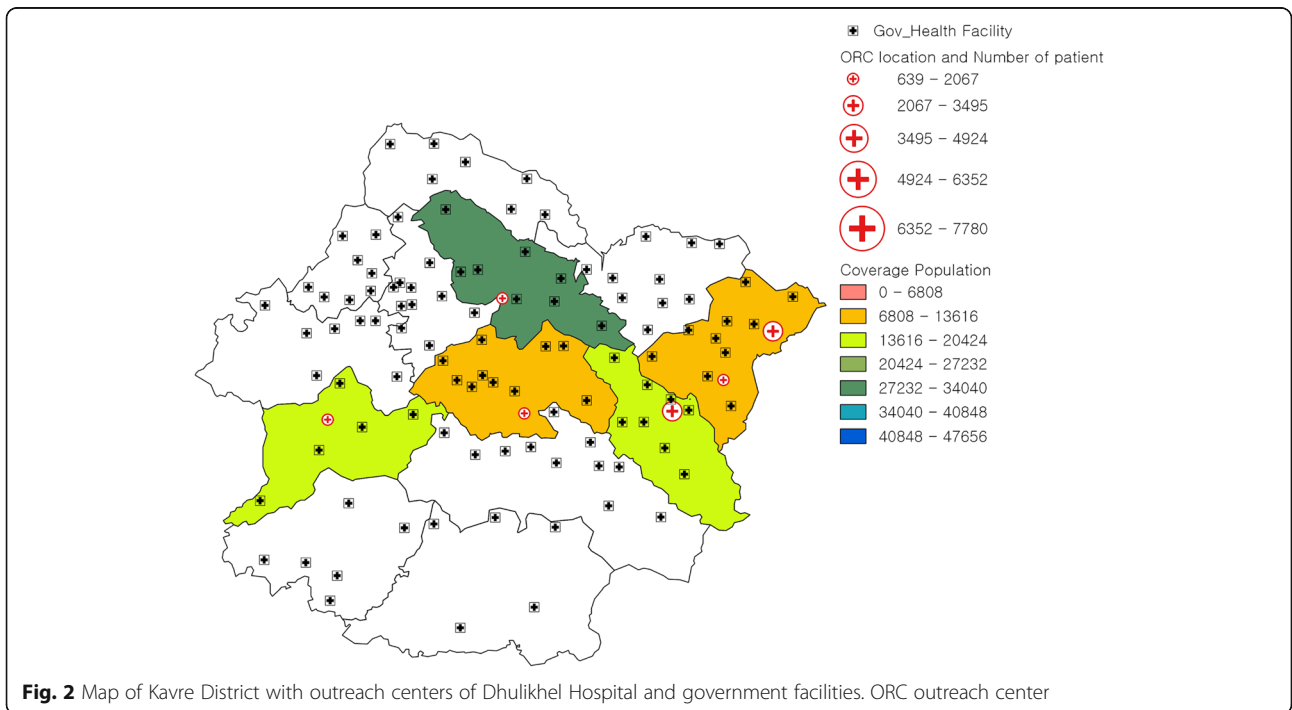 Gov_Health Facility
ORC location and Number of patient
639 – 2067
2067 – 3495
3495 – 4924
4924 – 6352
6352 – 7780
Coverage Population
0 – 6808
6808 – 13616
13616 – 20424
20424 – 27232
27232 – 34040
34040 – 40848
40848 – 47656
Fig. 2 Map of Kavre District with outreach centers of Dhulikhel Hospital and government facilities. ORC outreach center